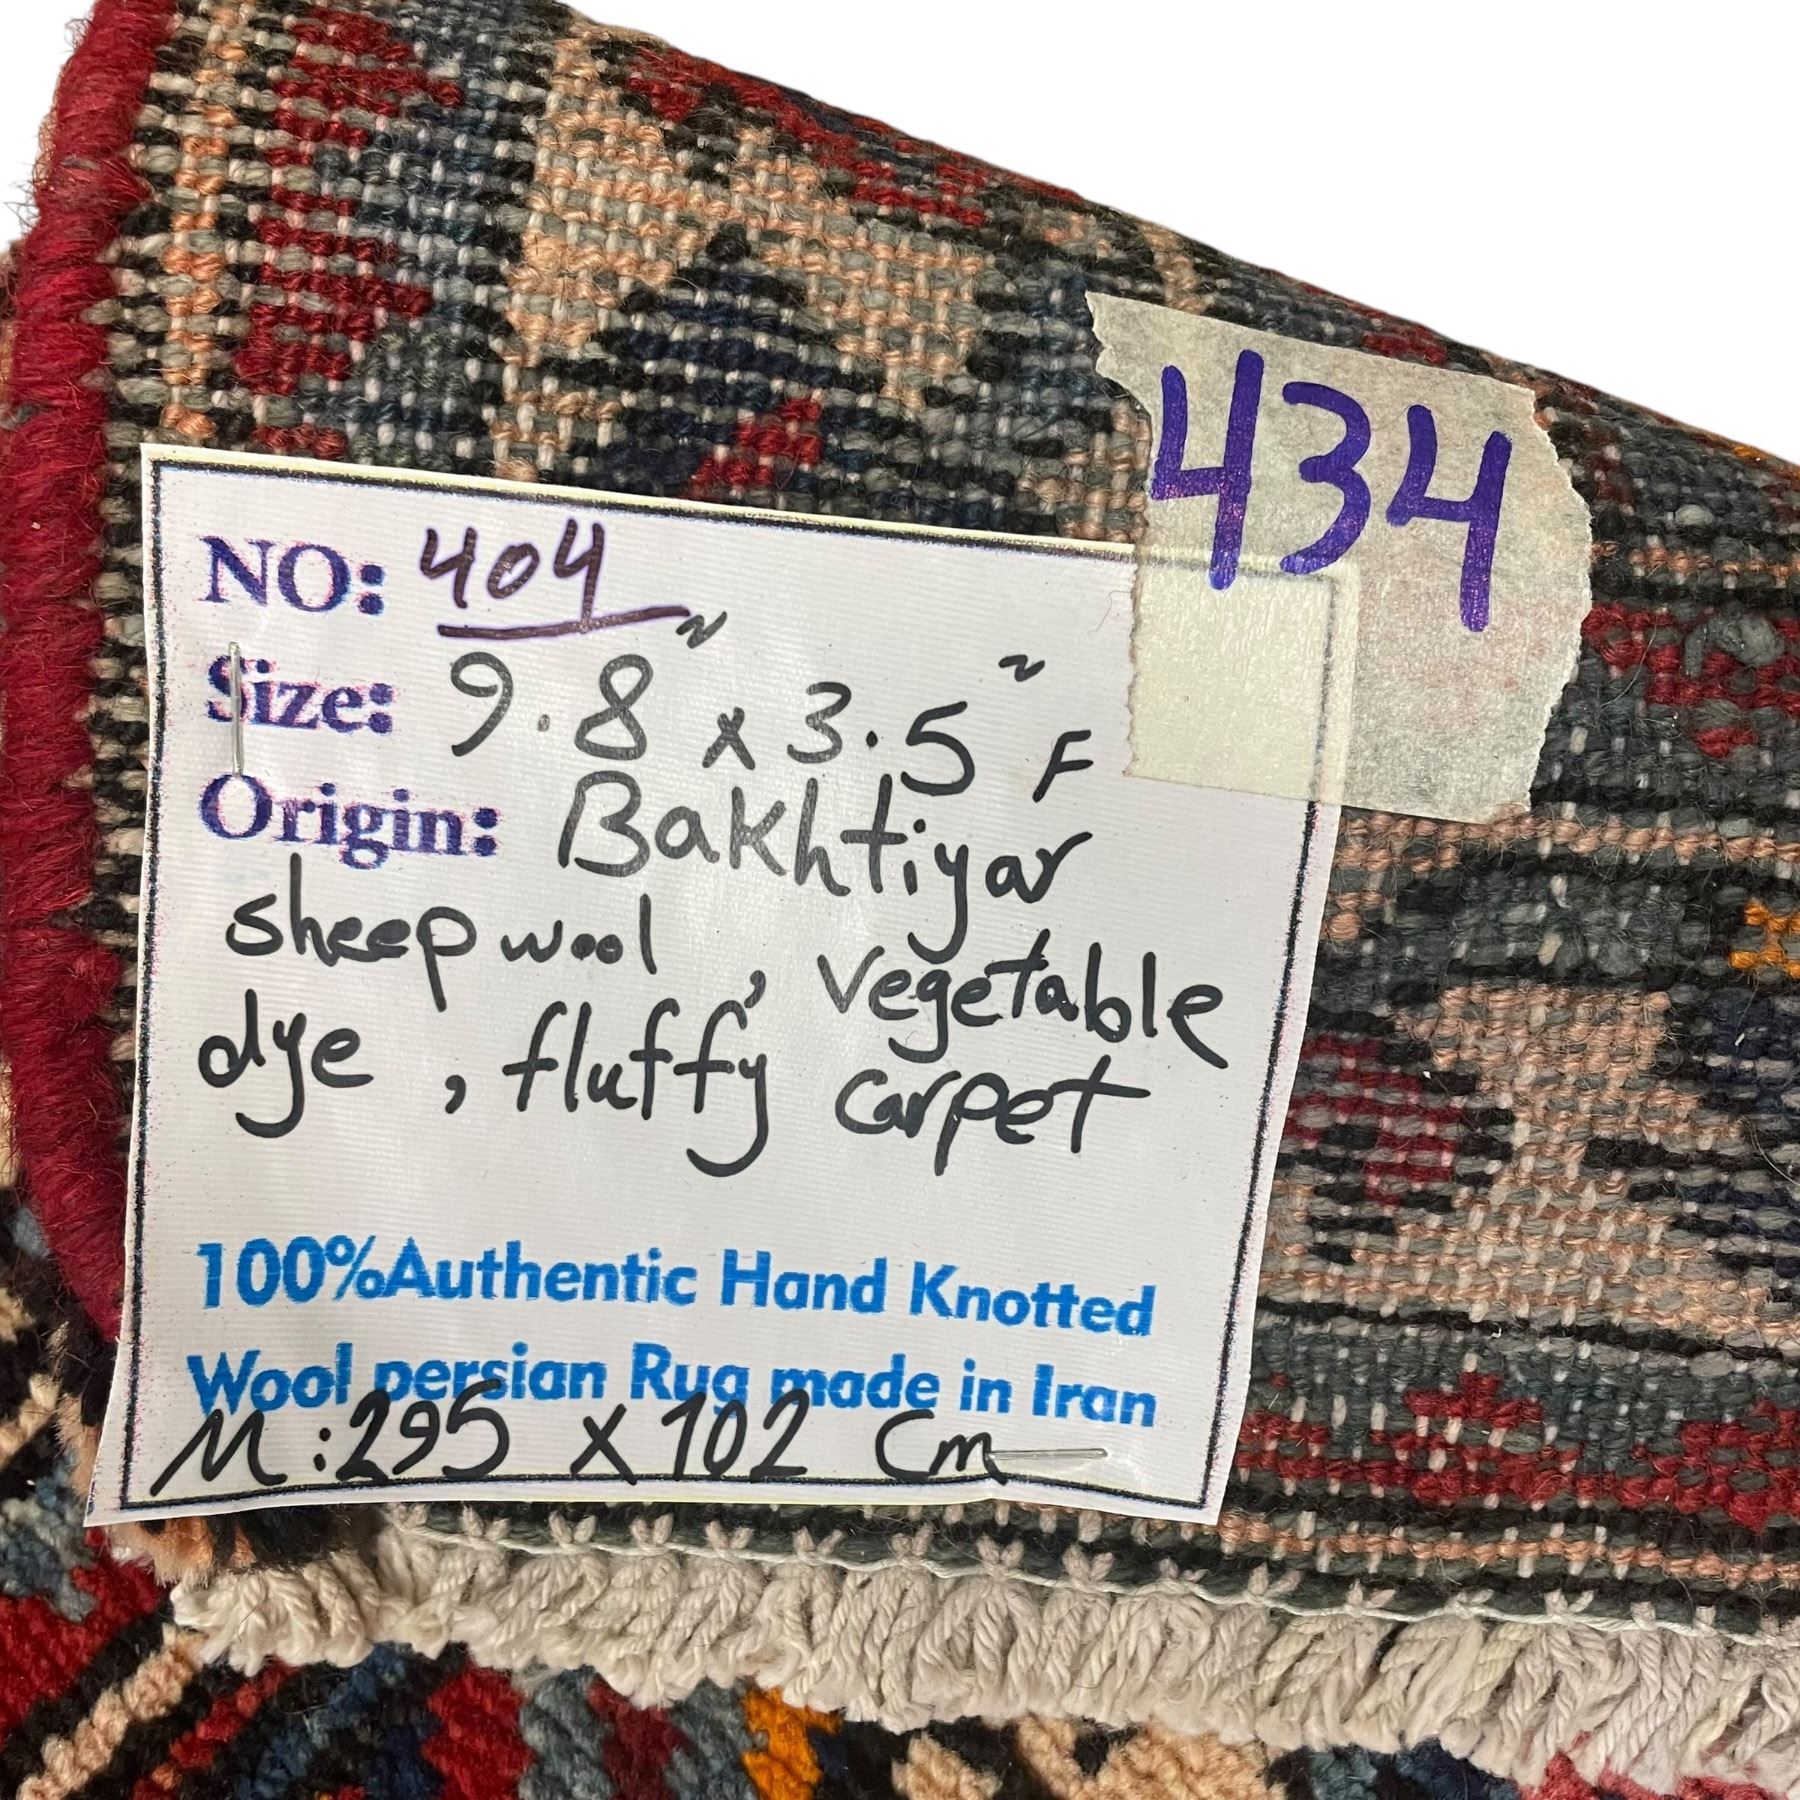 434
NO: 404
Size: 9.8" x 3.5" F
Origin: Bakhtiyar
sheep wool, vegetable
dye, fluffy carpet
100%Authentic Hand Knotted
Wool persian Rug made in Iran
M:295 x 102 Cm